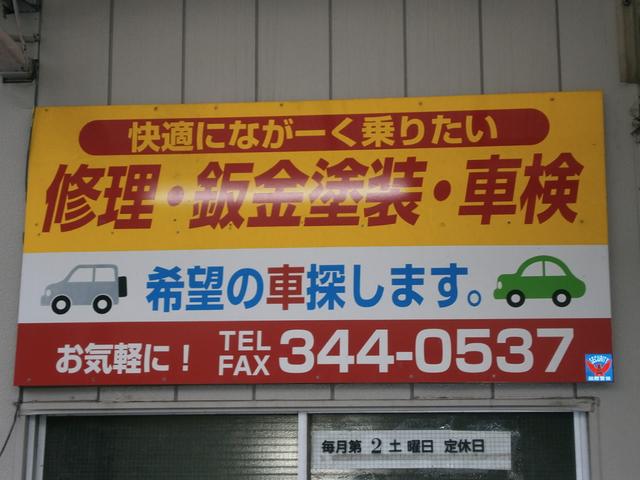 快適にながーく乗りたい
修理・鈑金塗装・車検
希望の車探します。
お気軽に! TEL FAX 344-0537
SECURITY
毎月第 2 土 曜日 定休日